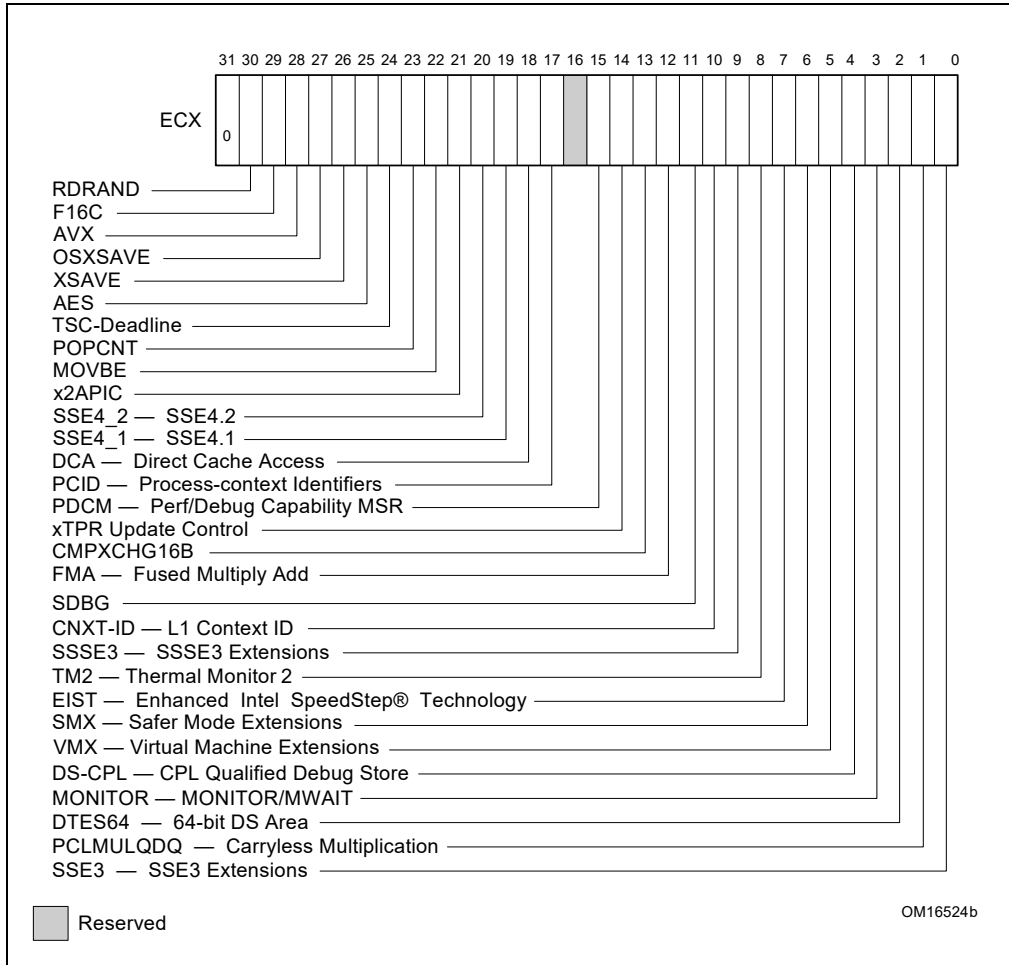 31 30 29 28 27 26 25 24 23 22 21 20 19 18 17 16 15 14 13 12 11 10 9 8 7 6 5 4 3 2 1 0
ECX
0
RDRAND
F16C
AVX
OSXSAVE
XSAVE
AES
TSC-Deadline
POPCNT
MOVBE
x2APIC
SSE4_2 — SSE4.2
SSE4_1 — SSE4.1
DCA — Direct Cache Access
PCID — Process-context Identifiers
PDCM — Perf/Debug Capability MSR
xTPR Update Control
CMPXCHG16B
FMA — Fused Multiply Add
SDBG
CNXT-ID — L1 Context ID
SSSE3 — SSSE3 Extensions
TM2 — Thermal Monitor 2
EIST — Enhanced Intel SpeedStep® Technology
SMX — Safer Mode Extensions
VMX — Virtual Machine Extensions
DS-CPL — CPL Qualified Debug Store
MONITOR — MONITOR/MWAIT
DTES64 — 64-bit DS Area
PCLMULQDQ — Carryless Multiplication
SSE3 — SSE3 Extensions
OM16524b
Reserved